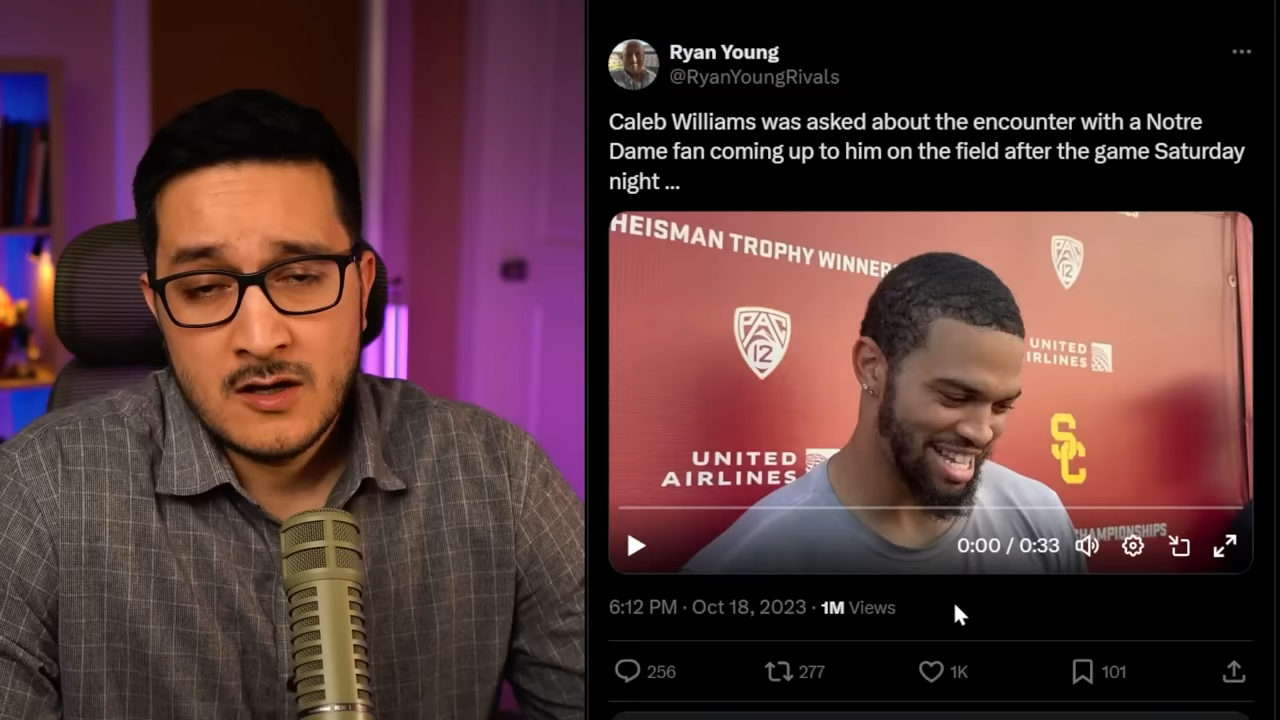 Ryan Young
@RyanYoungRivals
Caleb Williams was asked about the encounter with a Notre
Dame fan coming up to him on the field after the game Saturday
night ...
HEISMAN TROPHY WINNER
PAC
12
PAC
12
UNITED
AIRLINES
SC
UNITED
AIRLINES
CHAMPIONSHIPS
0:00 / 0:33
6:12 PM · Oct 18, 2023 · 1M Views
256
277
1K
101